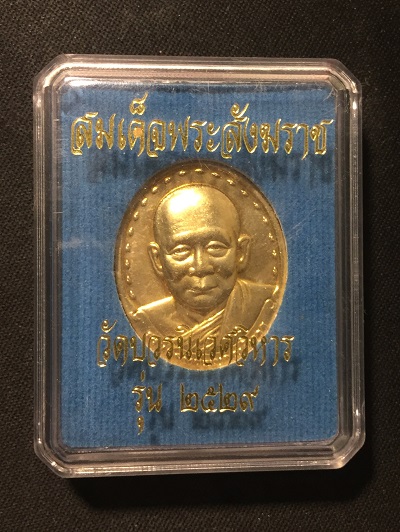 สมเด็จพระสังฆราช
วัดบวรนิเวศวิหาร
รุ่น ๒๕๒๙